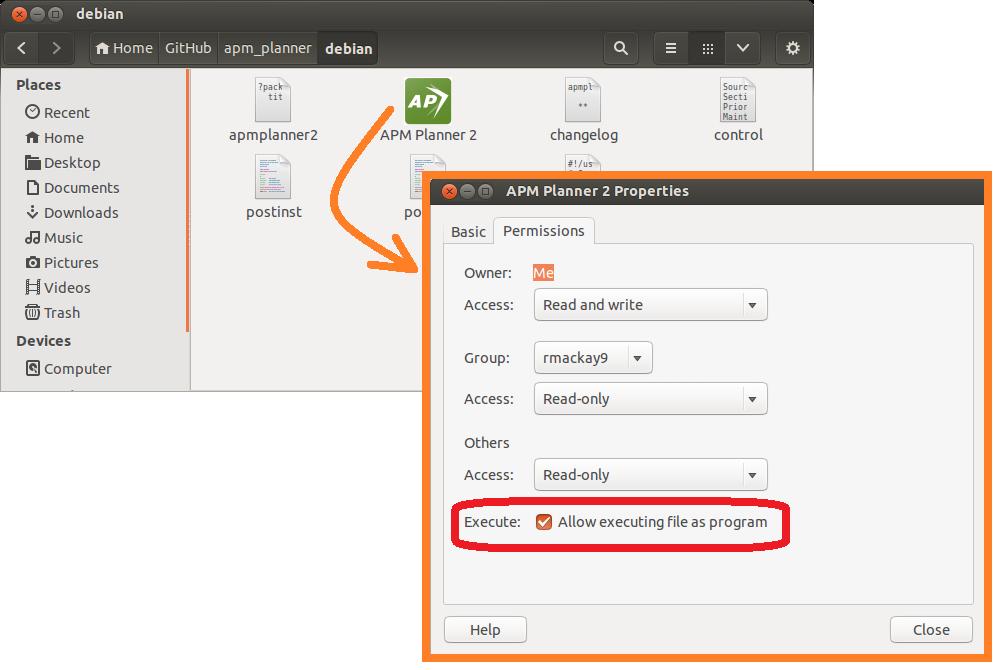 debian
Home GitHub apm_planner debian
Places
Recent
Home
Desktop
Documents
Downloads
Music
Pictures
Videos
Trash
Devices
Computer
?pack
tit
apmplanner2
AP
APM Planner 2
apmpl
**
changelog
Sourc
Secti
Prior
Maint
control
postinst
po
#!/us
APM Planner 2 Properties
Basic Permissions
Owner: Me
Access: Read and write
Group: rmackay9
Access: Read-only
Others
Access: Read-only
Execute: Allow executing file as program
Help Close